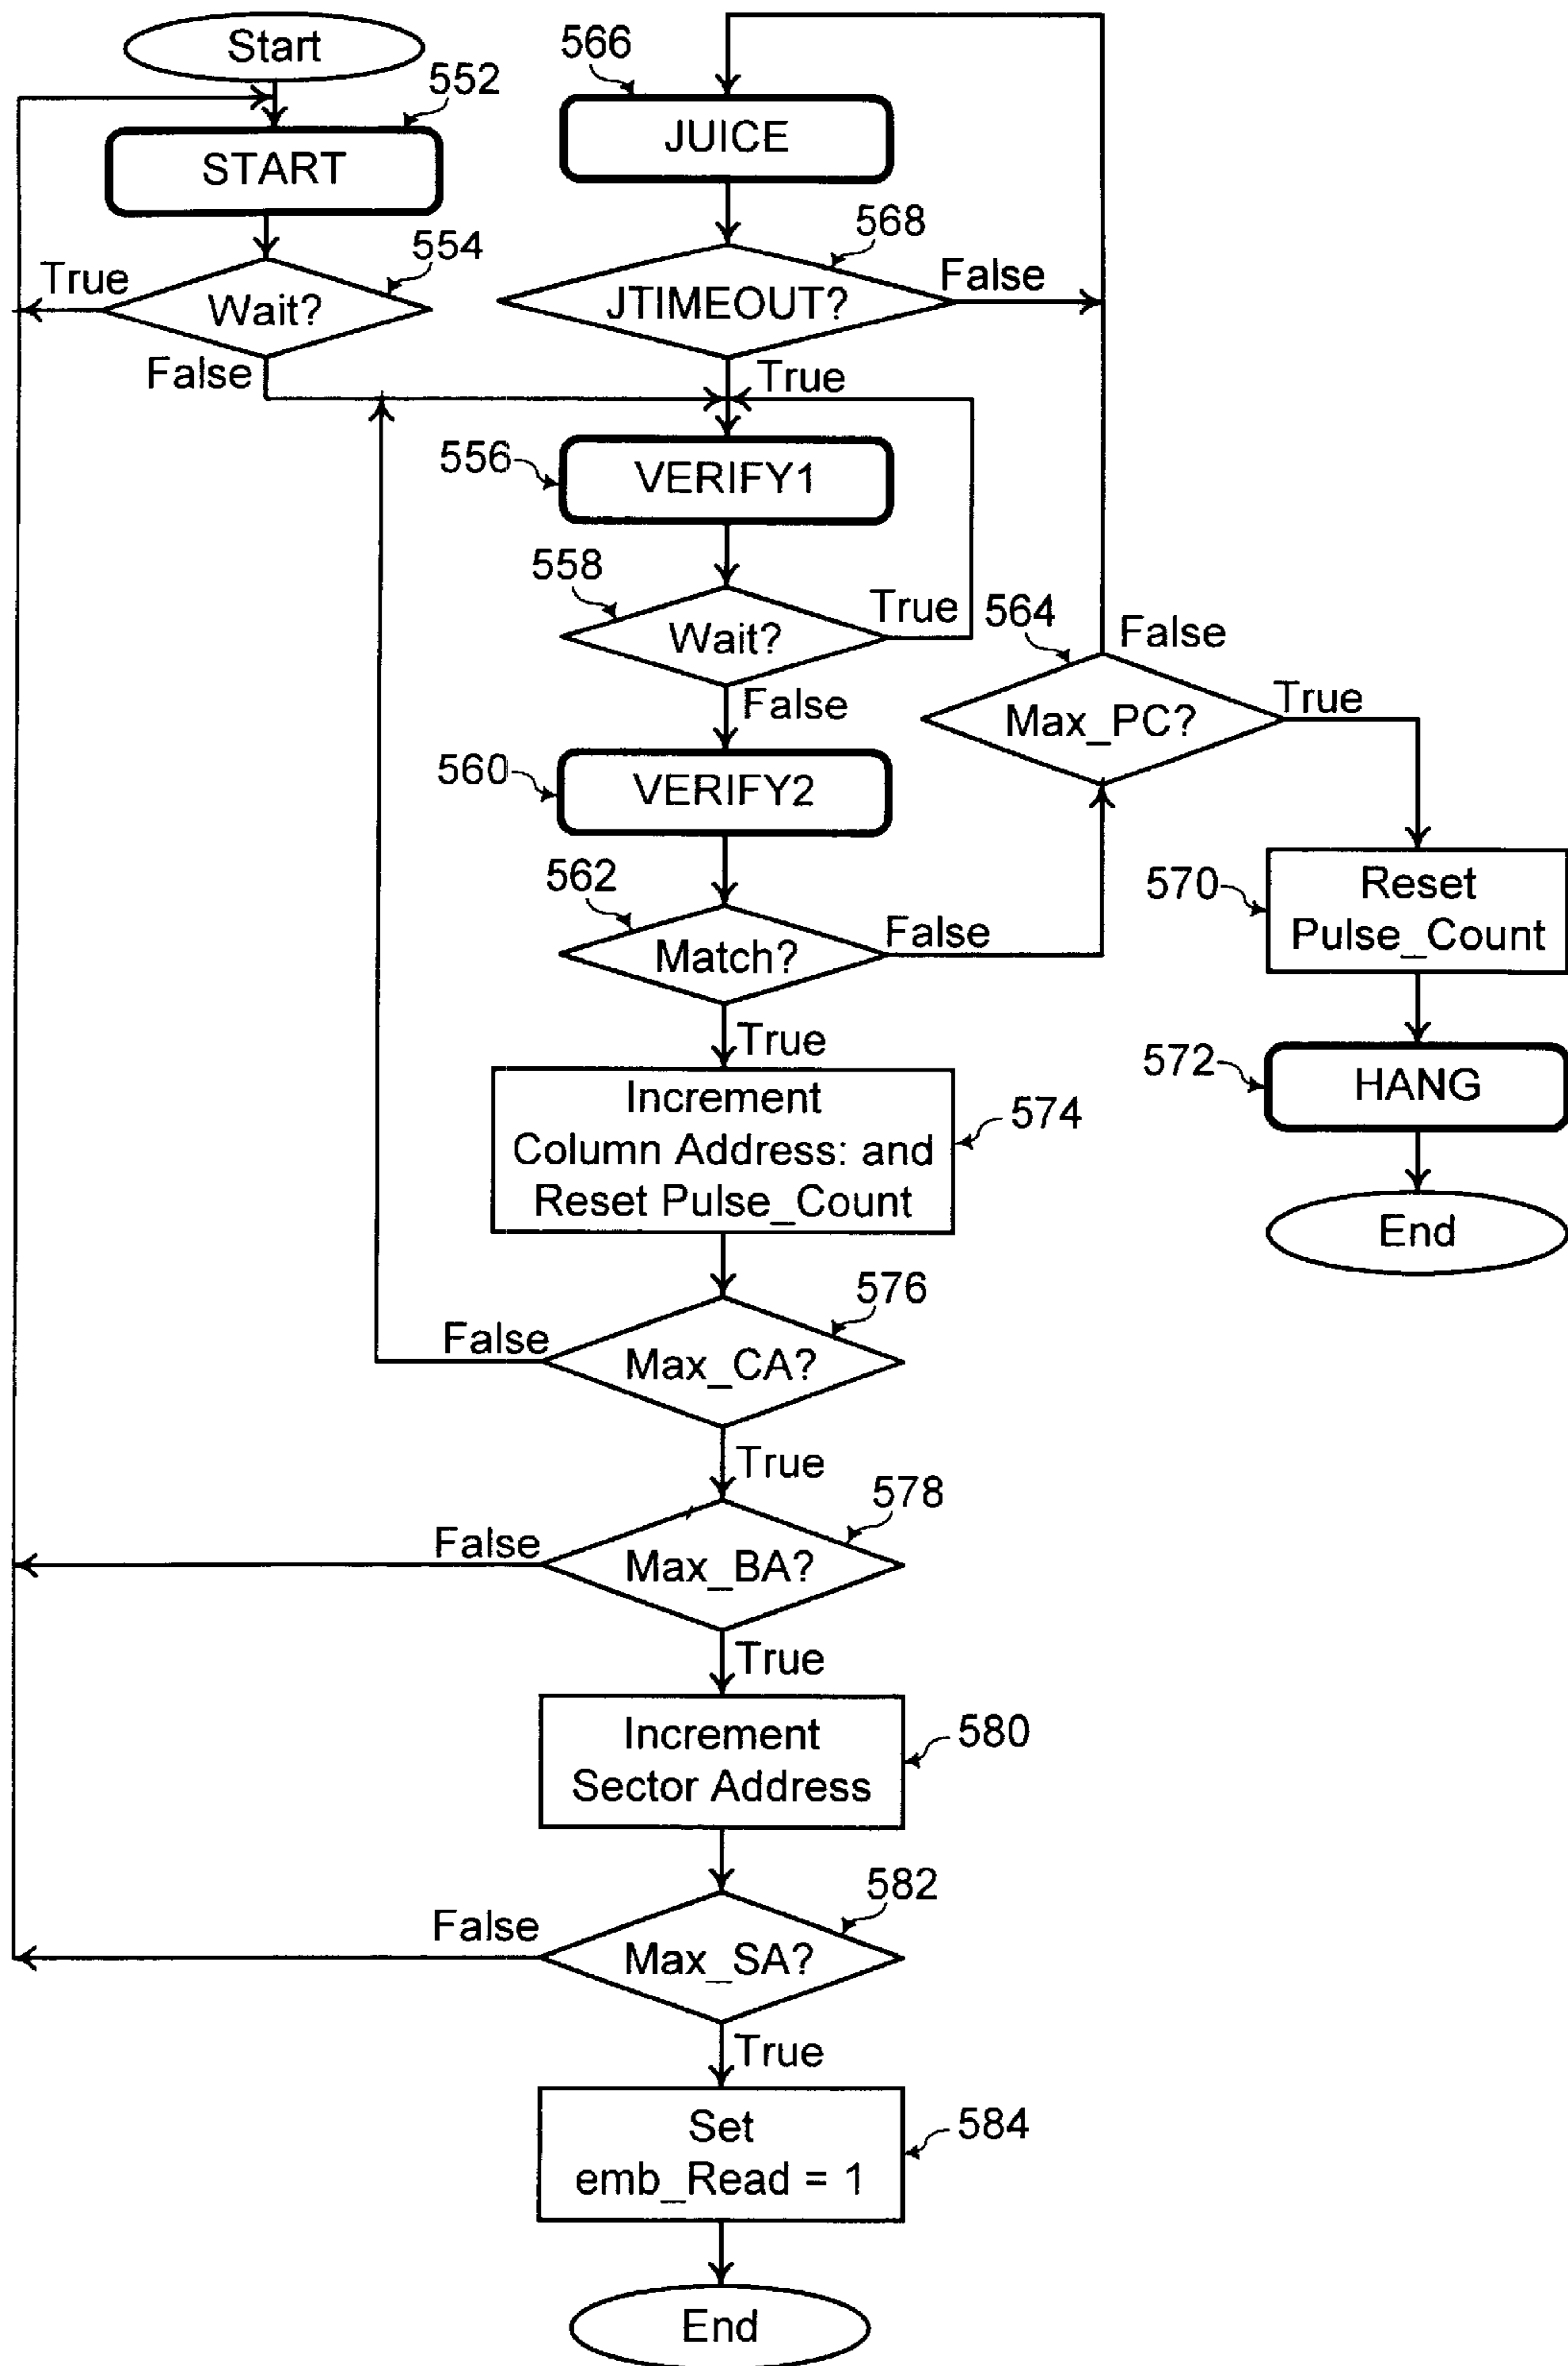 Start
552
START
554
True
Wait?
False
566
JUICE
568
False
JTIMEOUT?
True
556
VERIFY1
558
True
Wait?
False
560
VERIFY2
562
Match?
False
True
564
False
Max_PC?
True
570
Reset
Pulse_Count
572
HANG
End
Increment
Column Address: and
Reset Pulse_Count
574
576
False
Max_CA?
True
578
False
Max_BA?
True
Increment
Sector Address
580
582
False
Max_SA?
True
Set
emb_Read = 1
584
End